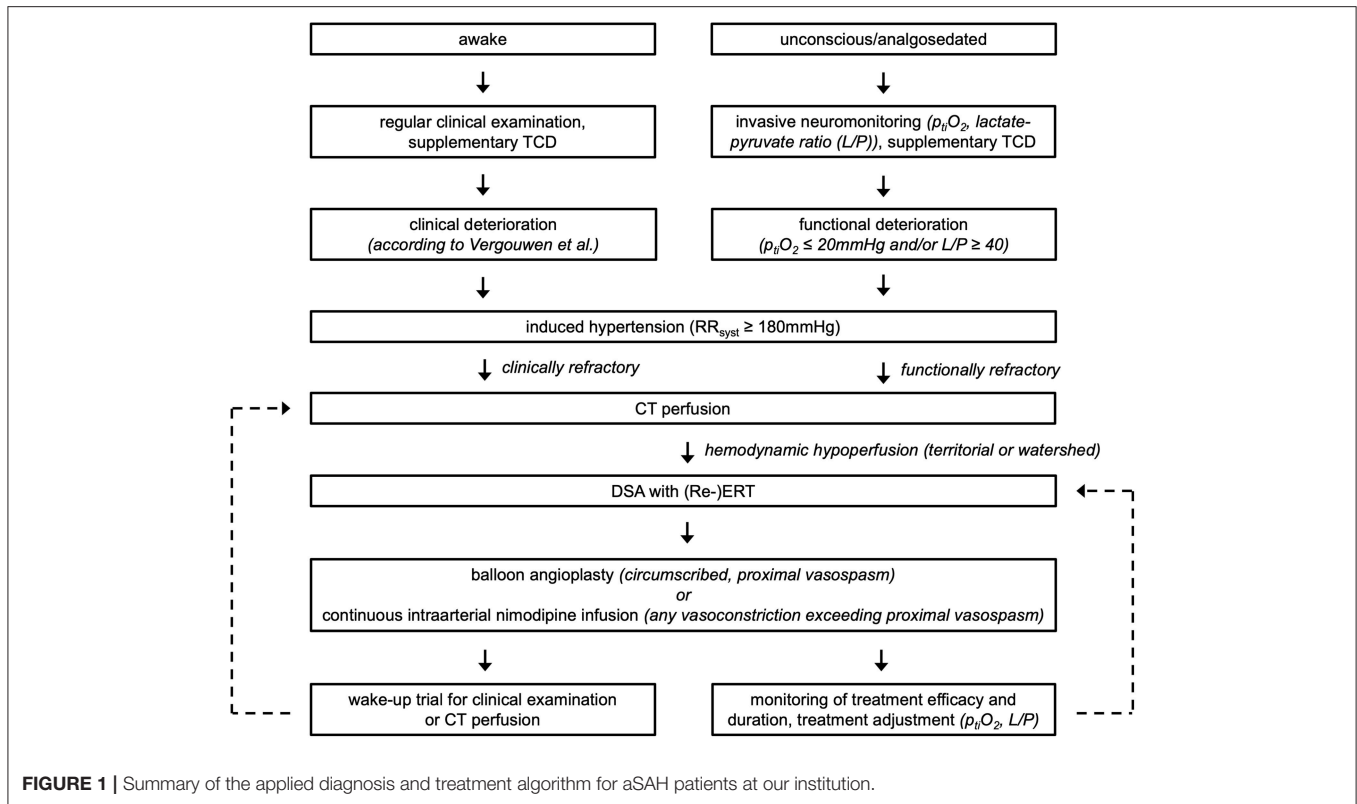 awake
unconscious/analgosedated
regular clinical examination,
supplementary TCD
invasive neuromonitoring (ptiO2, lactate-
pyruvate ratio (L/P)), supplementary TCD
clinical deterioration
(according to Vergouwen et al.)
functional deterioration
(ptiO2 ≤ 20mmHg and/or L/P ≥ 40)
induced hypertension (RRsyst ≥ 180mmHg)
clinically refractory
functionally refractory
CT perfusion
hemodynamic hypoperfusion (territorial or watershed)
DSA with (Re-)ERT
balloon angioplasty (circumscribed, proximal vasospasm)
or
continuous intraarterial nimodipine infusion (any vasoconstriction exceeding proximal vasospasm)
wake-up trial for clinical examination
or CT perfusion
monitoring of treatment efficacy and
duration, treatment adjustment (ptiO2, L/P)
FIGURE 1 | Summary of the applied diagnosis and treatment algorithm for aSAH patients at our institution.